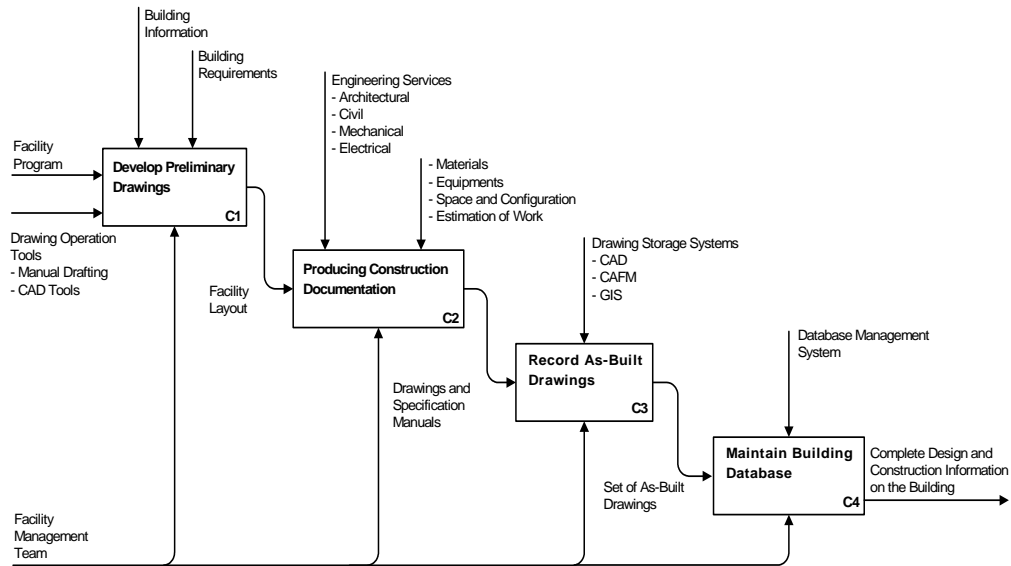 Building
Information
Building
Requirements
Engineering Services
- Architectural
- Civil
- Mechanical
- Electrical
Facility
Program
Develop Preliminary
Drawings
C1
- Materials
- Equipments
- Space and Configuration
- Estimation of Work
Drawing Operation
Tools
- Manual Drafting
- CAD Tools
Drawing Storage Systems
- CAD
- CAFM
- GIS
Producing Construction
Documentation
C2
Facility
Layout
Database Management
System
Record As-Built
Drawings
C3
Drawings and
Specification
Manuals
Maintain Building
Database
C4
Complete Design and
Construction Information
on the Building
Set of As-Built
Drawings
Facility
Management
Team